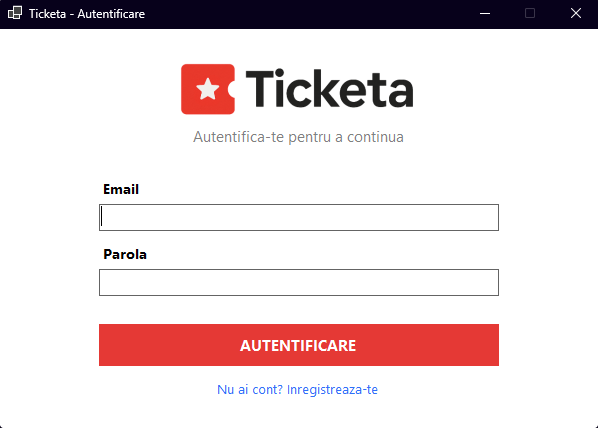 Ticketa - Autentificare
Ticketa
Autentifica-te pentru a continua
Email
Parola
AUTENTIFICARE
Nu ai cont? Inregistreaza-te